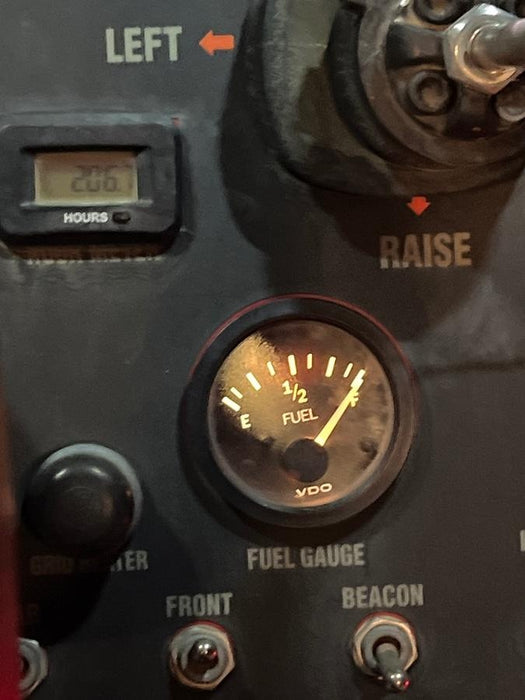 LEFT
206.
HOURS
RAISE
1/2
E
FUEL
F
VDO
FUEL GAUGE
FRONT
BEACON